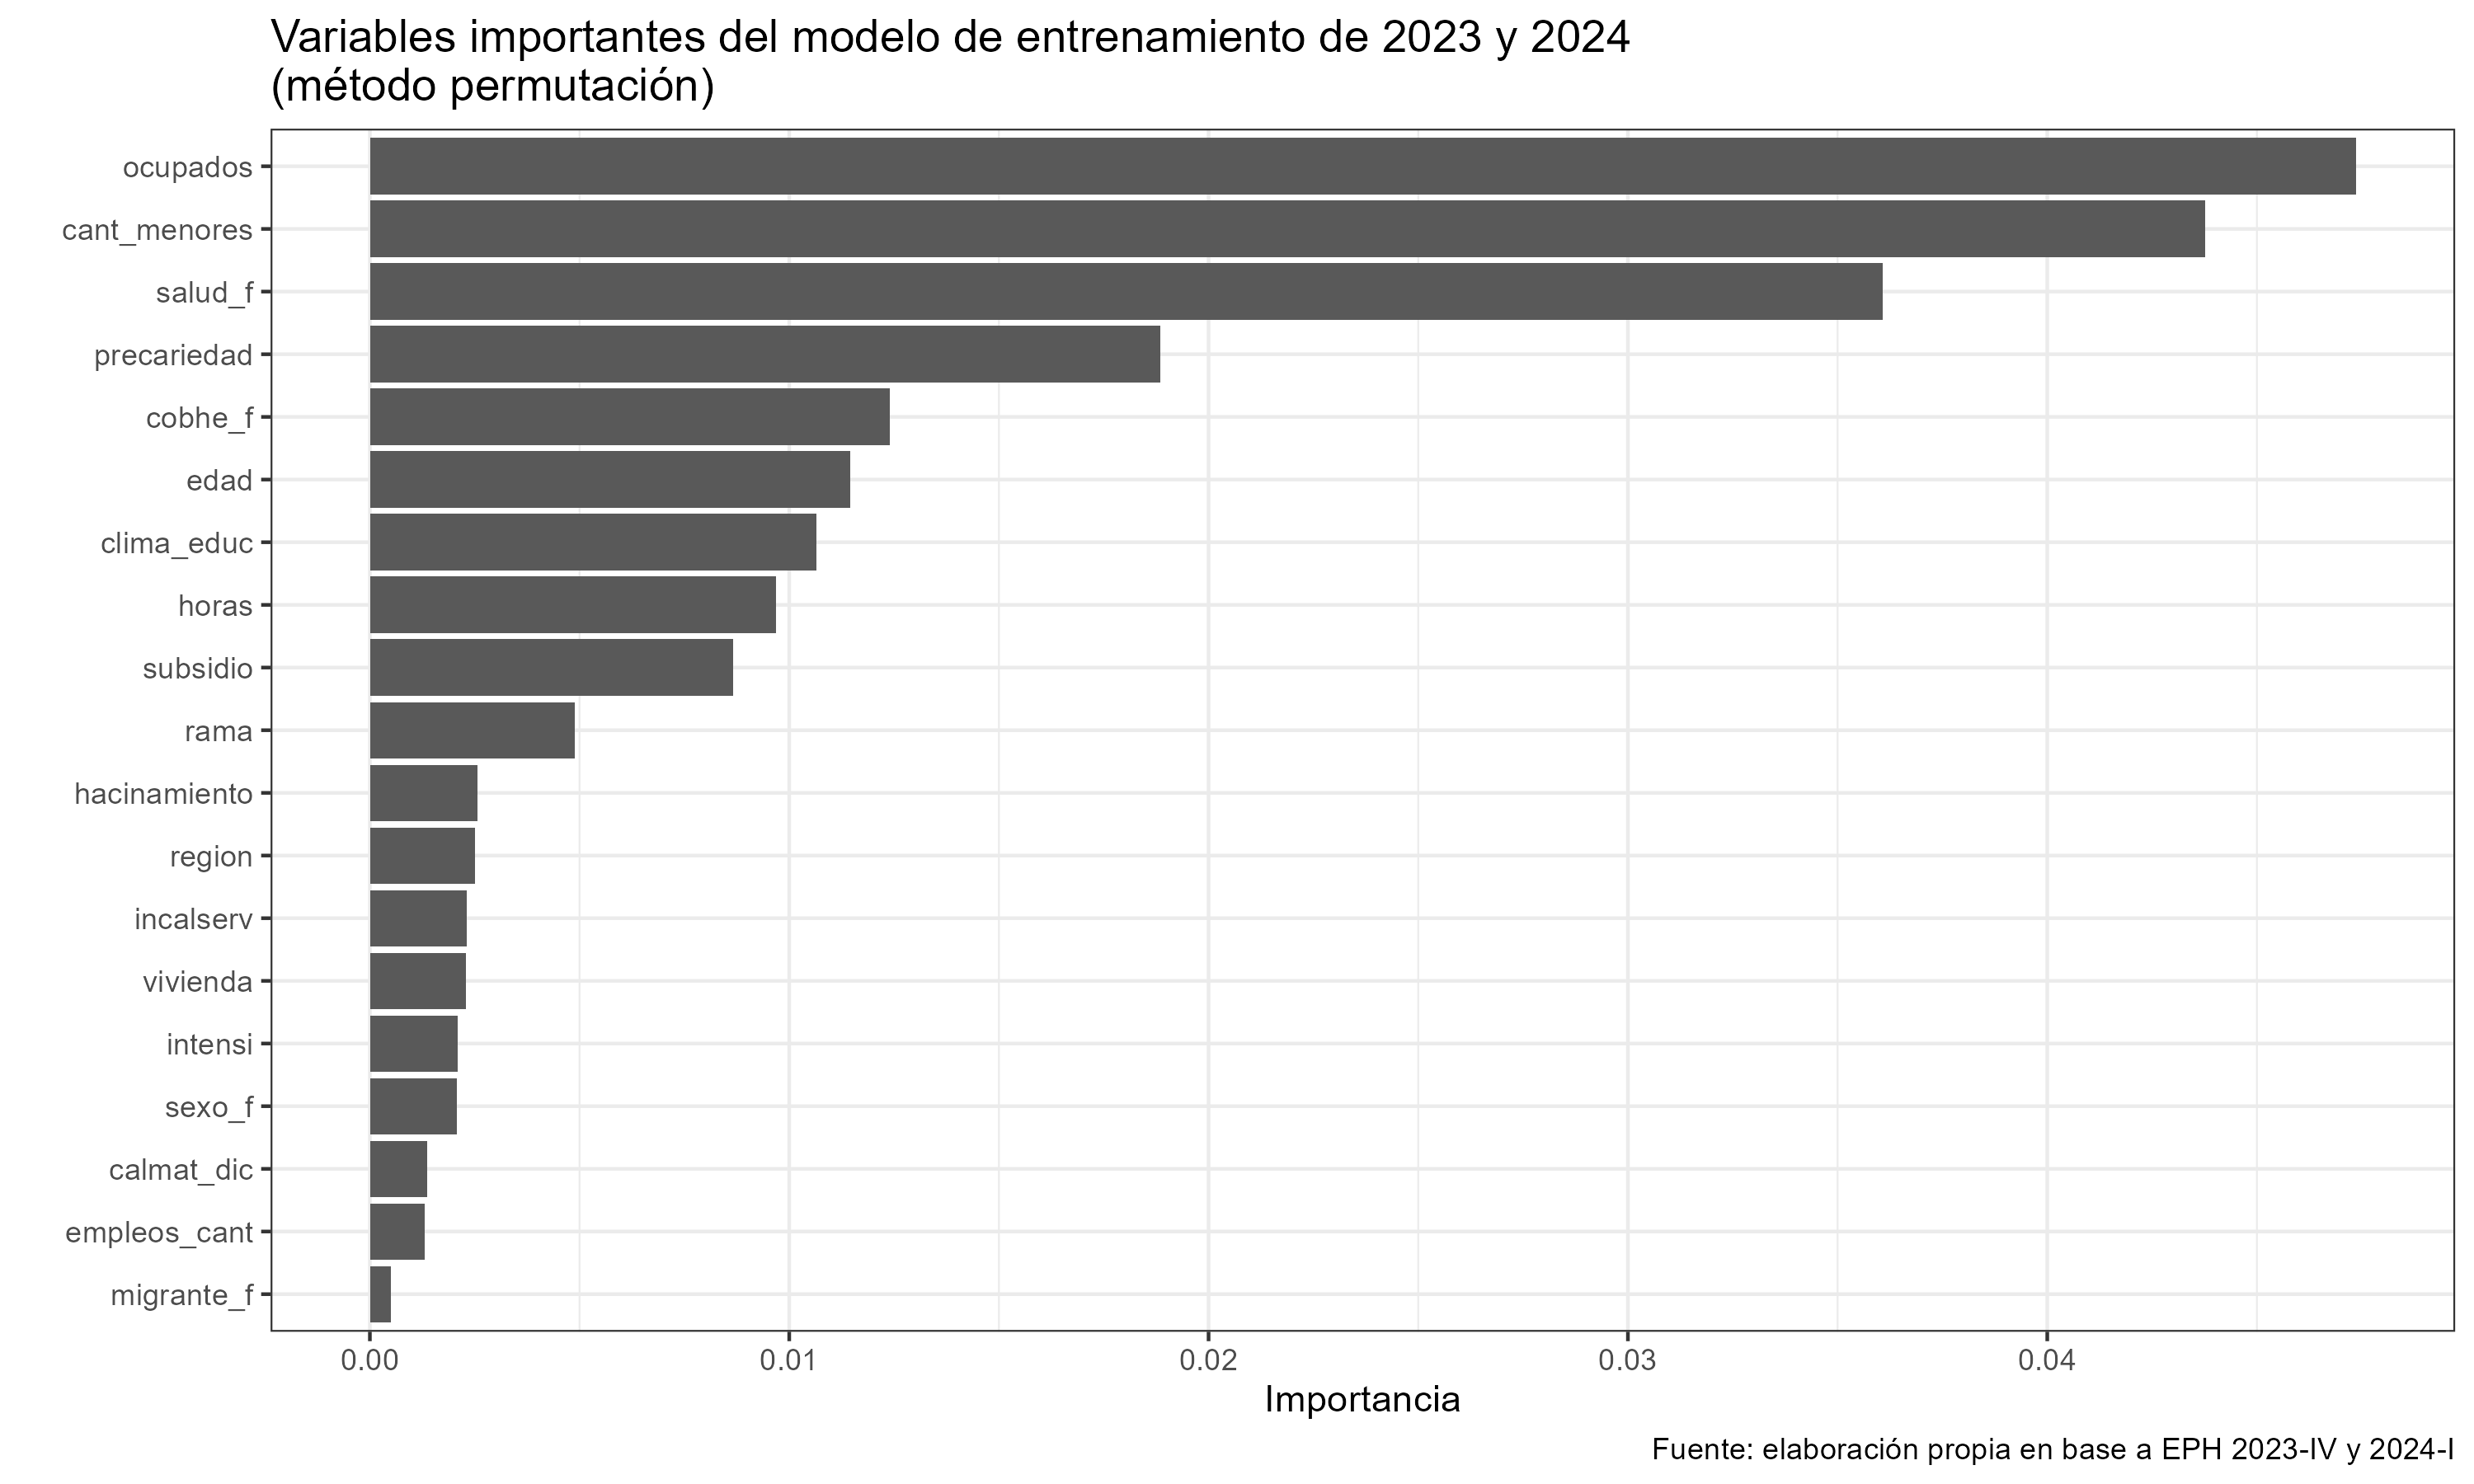 Variables importantes del modelo de entrenamiento de 2023 y 2024
(método permutación)
ocupados
cant_menores
salud_f
precariedad
cobhe_f
edad
clima_educ
horas
subsidio
rama
hacinamiento
region
incalserv
vivienda
intensi
sexo_f
calmat_dic
empleos_cant
migrante_f
0.00 0.01 0.02 0.03 0.04
Importancia
Fuente: elaboración propia en base a EPH 2023-IV y 2024-I